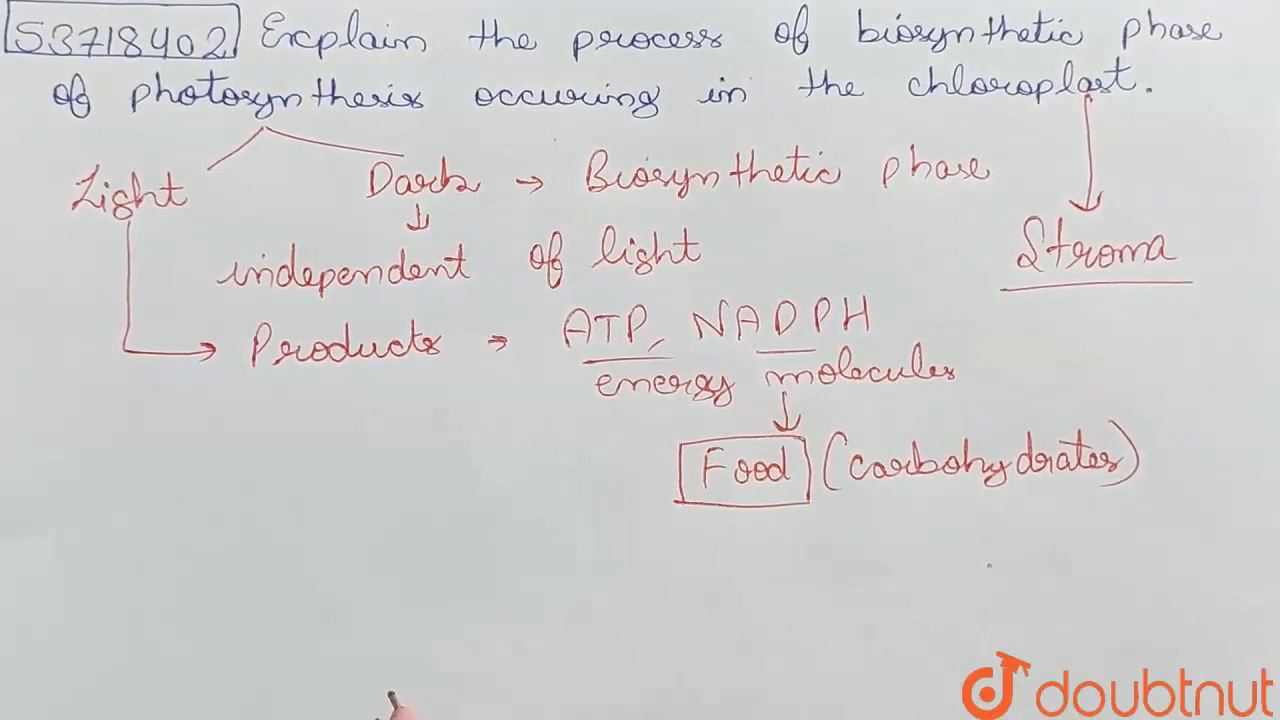 53718402 Explain the process of biosynthetic phase
of photosynthesis occuring in the chloroplast.
Light
Dark → Biosynthetic phase
independent of light
Stroma
Products → ATP, NADPH
energy molecules
Food (carbohydrates)
doubtnut